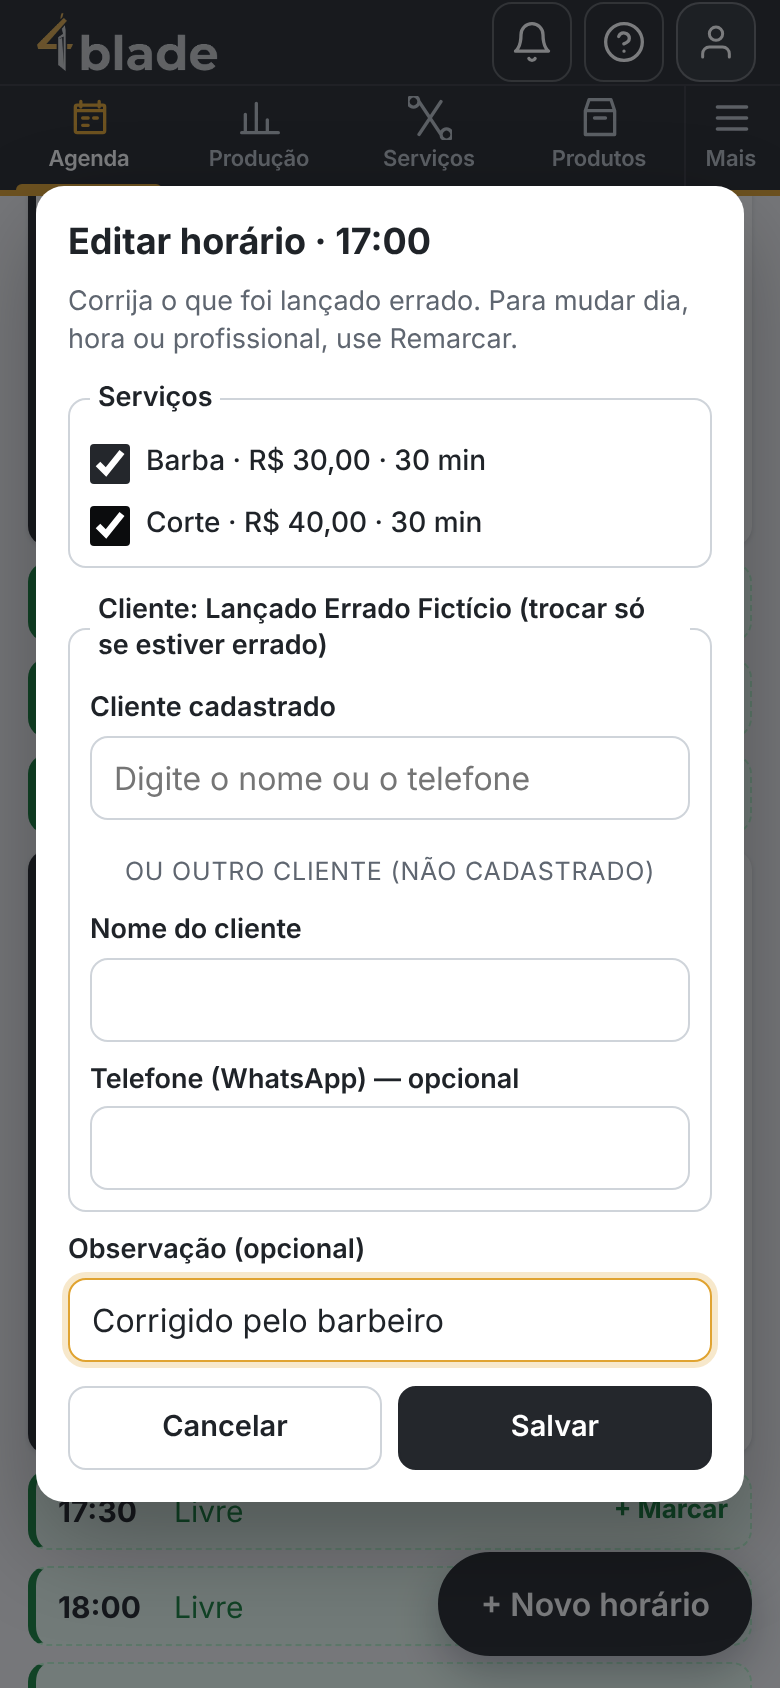 4blade
Agenda
Produção
Serviços
Produtos
Mais
Editar horário · 17:00
Corrija o que foi lançado errado. Para mudar dia,
hora ou profissional, use Remarcar.
Serviços
Barba · R$ 30,00 · 30 min
Corte · R$ 40,00 · 30 min
Cliente: Lançado Errado Fictício (trocar só
se estiver errado)
Cliente cadastrado
Digite o nome ou o telefone
OU OUTRO CLIENTE (NÃO CADASTRADO)
Nome do cliente
Telefone (WhatsApp) — opcional
Observação (opcional)
Corrigido pelo barbeiro
Cancelar
Salvar
17:30 Livre + Marcar
18:00 Livre
+ Novo horário